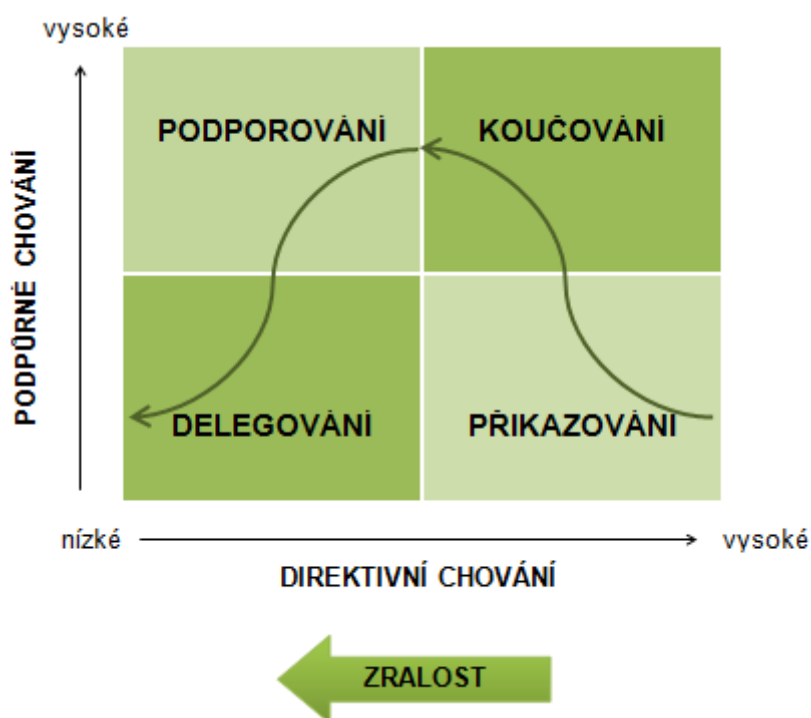 vysoké
PODPOROVÁNÍ
KOUČOVÁNÍ
PODPŮRNÉ CHOVÁNÍ
DELEGOVÁNÍ
PŘIKAZOVÁNÍ
nízké
vysoké
DIREKTIVNÍ CHOVÁNÍ
ZRALOST